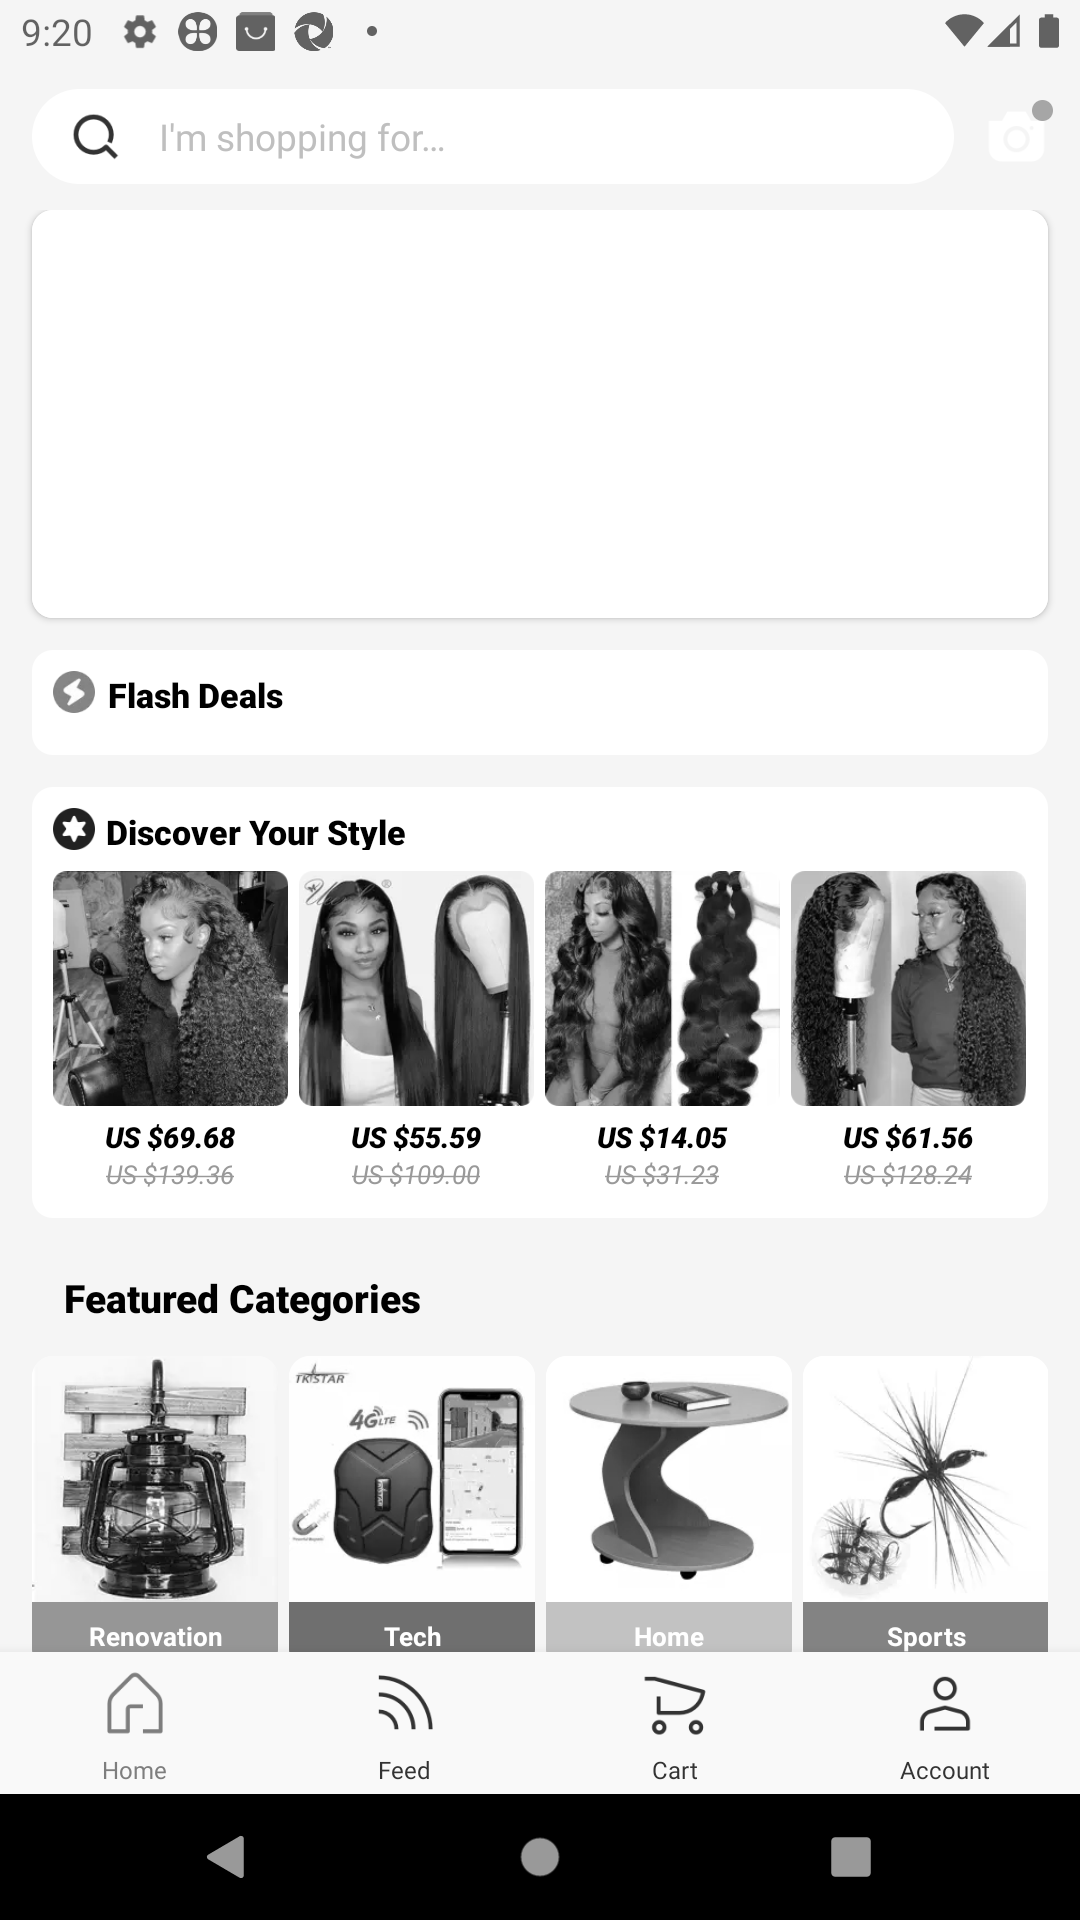 9:20
I'm shopping for...
Flash Deals
Discover Your Style
US $69.68 US $55.59 US $14.05 US $61.56
US $139.36 US $109.00 US $31.23 US $128.24
Featured Categories
TKSTAR
4G LTE
Renovation Tech Home Sports
Home Feed Cart Account